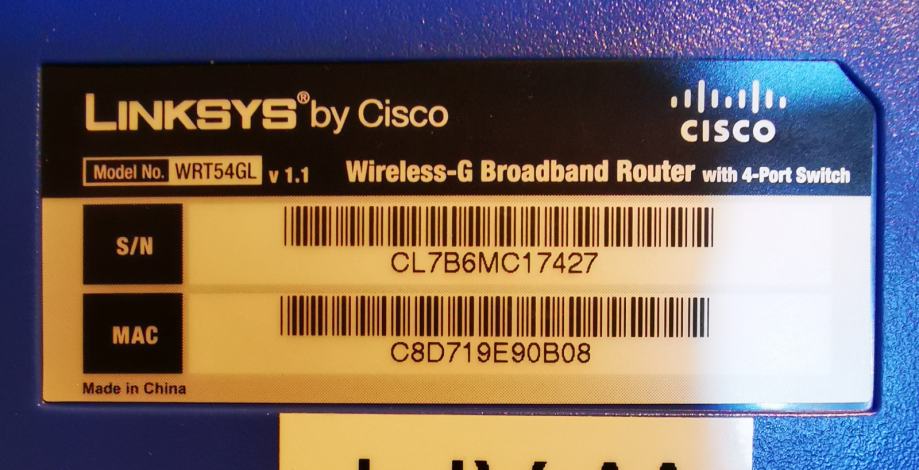 LINKSYS® by Cisco
CISCO
Model No. WRT54GL v 1.1 Wireless-G Broadband Router with 4-Port Switch
S/N
CL7B6MC17427
MAC
C8D719E90B08
Made in China